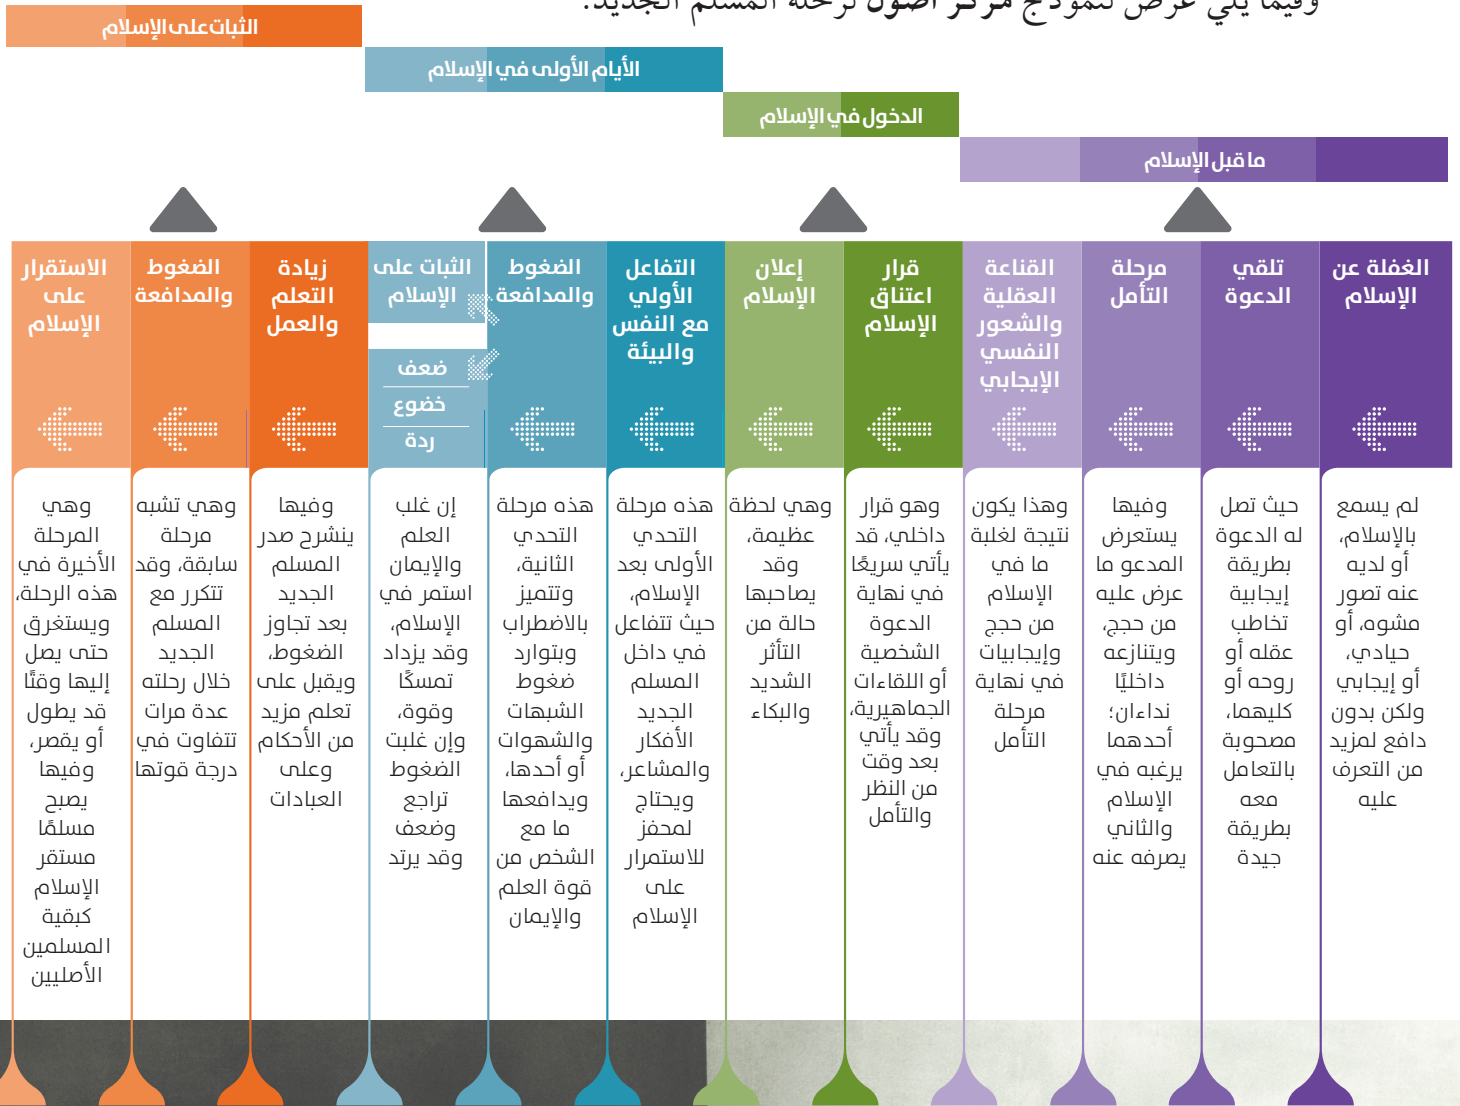 وفيما يلي عرض لنموذج مركز أصول لرحلة المسلم الجديد:
ما قبل الإسلام
الدخول في الإسلام
الأيام الأولى في الإسلام
الثبات على الإسلام
الغفلة عن
الإسلام
لم يسمع
بالإسلام،
أو لديه
عنه تصور
مشوه، أو
حيادي،
أو إيجابي
ولكن بدون
دافع لمزيد
من التعرف
عليه
تلقي
الدعوة
حيث تصل
له الدعوة
بطريقة
إيجابية
تخاطب
عقله أو
روحه أو
كليهما،
مصحوبة
بالتعامل
معه
بطريقة
جيدة
مرحلة
التأمل
وفيها
يستعرض
المدعو ما
عرض عليه
من حجج،
ويتنازعه
داخليًا
نداءان؛
أحدهما
يرغبه في
الإسلام
والثاني
يصرفه عنه
القناعة
العقلية
والشعور
النفسي
الإيجابي
وهذا يكون
نتيجة لغلبة
ما في
الإسلام
من حجج
وإيجابيات
في نهاية
مرحلة
التأمل
قرار
اعتناق
الإسلام
وهو قرار
داخلي، قد
يأتي سريعًا
في نهاية
الدعوة
الشخصية
أو اللقاءات
الجماهيرية،
وقد يأتي
بعد وقت
من النظر
والتأمل
إعلان
الإسلام
وهي لحظة
عظيمة،
وقد
يصاحبها
حالة من
التأثر
الشديد
والبكاء
التفاعل
الأولي
مع النفس
والبيئة
هذه مرحلة
التحدي
الأولى بعد
الإسلام،
حيث تتفاعل
في داخل
المسلم
الجديد
الأفكار
والمشاعر،
ويحتاج
لمحفز
للاستمرار
على
الإسلام
الضغوط
والمدافعة
هذه مرحلة
التحدي
الثانية،
وتتميز
بالاضطراب
وبتوارد
ضغوط
الشبهات
والشهوات
أو أحدها،
ويدافعها
ما مع
الشخص من
قوة العلم
والإيمان
الثبات على
الإسلام
ضعف
خضوع
ردة
إن غلب
العلم
والإيمان
استمر في
الإسلام،
وقد يزداد
تمسكًا
وقوة،
وإن غلبت
الضغوط
تراجع
وضعف
وقد يرتد
زيادة
التعلم
والعمل
وفيها
ينشرح صدر
المسلم
الجديد
بعد تجاوز
الضغوط،
ويقبل على
تعلم مزيد
من الأحكام
وعلى
العبادات
الضغوط
والمدافعة
وهي تشبه
مرحلة
سابقة، وقد
تتكرر مع
المسلم
الجديد
خلال رحلته
عدة مرات
تتفاوت في
درجة قوتها
الاستقرار
على
الإسلام
وهي
المرحلة
الأخيرة في
هذه الرحلة،
ويستغرق
حتى يصل
إليها وقتًا
قد يطول
أو يقصر،
وفيها
يصبح
مسلمًا
مستقر
الإسلام
كبقية
المسلمين
الأصليين